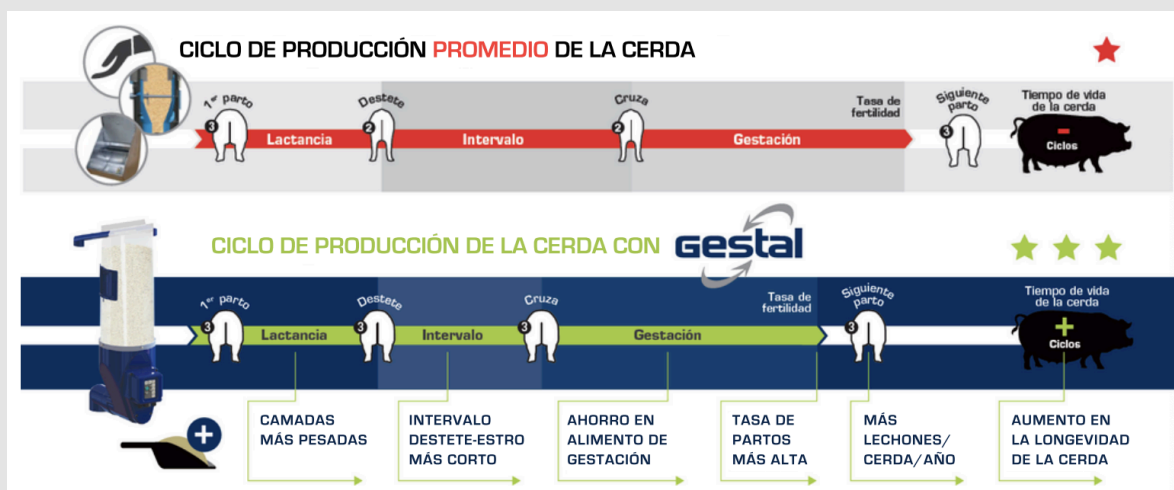 CICLO DE PRODUCCIÓN PROMEDIO DE LA CERDA
1er parto
3
Lactancia
Destete
2
Intervalo
Cruza
2
Gestación
Tasa de
fertilidad
Siguiente
parto
3
Tiempo de vida
de la cerda
-
Ciclos
CICLO DE PRODUCCIÓN DE LA CERDA CON Gestal
1er parto
3
Lactancia
Destete
3
Intervalo
Cruza
3
Gestación
Tasa de
fertilidad
Siguiente
parto
3
Tiempo de vida
de la cerda
+
Ciclos
+
CAMADAS
MÁS PESADAS
INTERVALO
DESTETE-ESTRO
MÁS CORTO
AHORRO EN
ALIMENTO DE
GESTACIÓN
TASA DE
PARTOS
MÁS ALTA
MÁS
LECHONES/
CERDA/AÑO
AUMENTO EN
LA LONGEVIDAD
DE LA CERDA